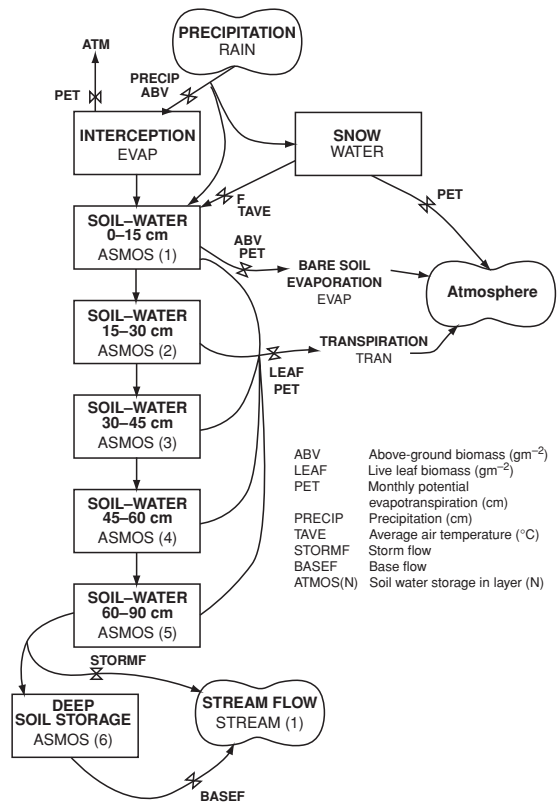 PRECIPITATION
RAIN
ATM
PRECIP
ABV
PET
INTERCEPTION
EVAP
SNOW
WATER
PET
F
TAVE
SOIL–WATER
0–15 cm
ASMOS (1)
ABV
PET
BARE SOIL
EVAPORATION
EVAP
Atmosphere
SOIL–WATER
15–30 cm
ASMOS (2)
TRANSPIRATION
TRAN
LEAF
PET
SOIL–WATER
30–45 cm
ASMOS (3)
SOIL–WATER
45–60 cm
ASMOS (4)
SOIL–WATER
60–90 cm
ASMOS (5)
ABV Above-ground biomass (gm⁻²)
LEAF Live leaf biomass (gm⁻²)
PET Monthly potential
evapotranspiration (cm)
PRECIP Precipitation (cm)
TAVE Average air temperature (°C)
STORMF Storm flow
BASEF Base flow
ATMOS(N) Soil water storage in layer (N)
STORMF
DEEP
SOIL STORAGE
ASMOS (6)
STREAM FLOW
STREAM (1)
BASEF